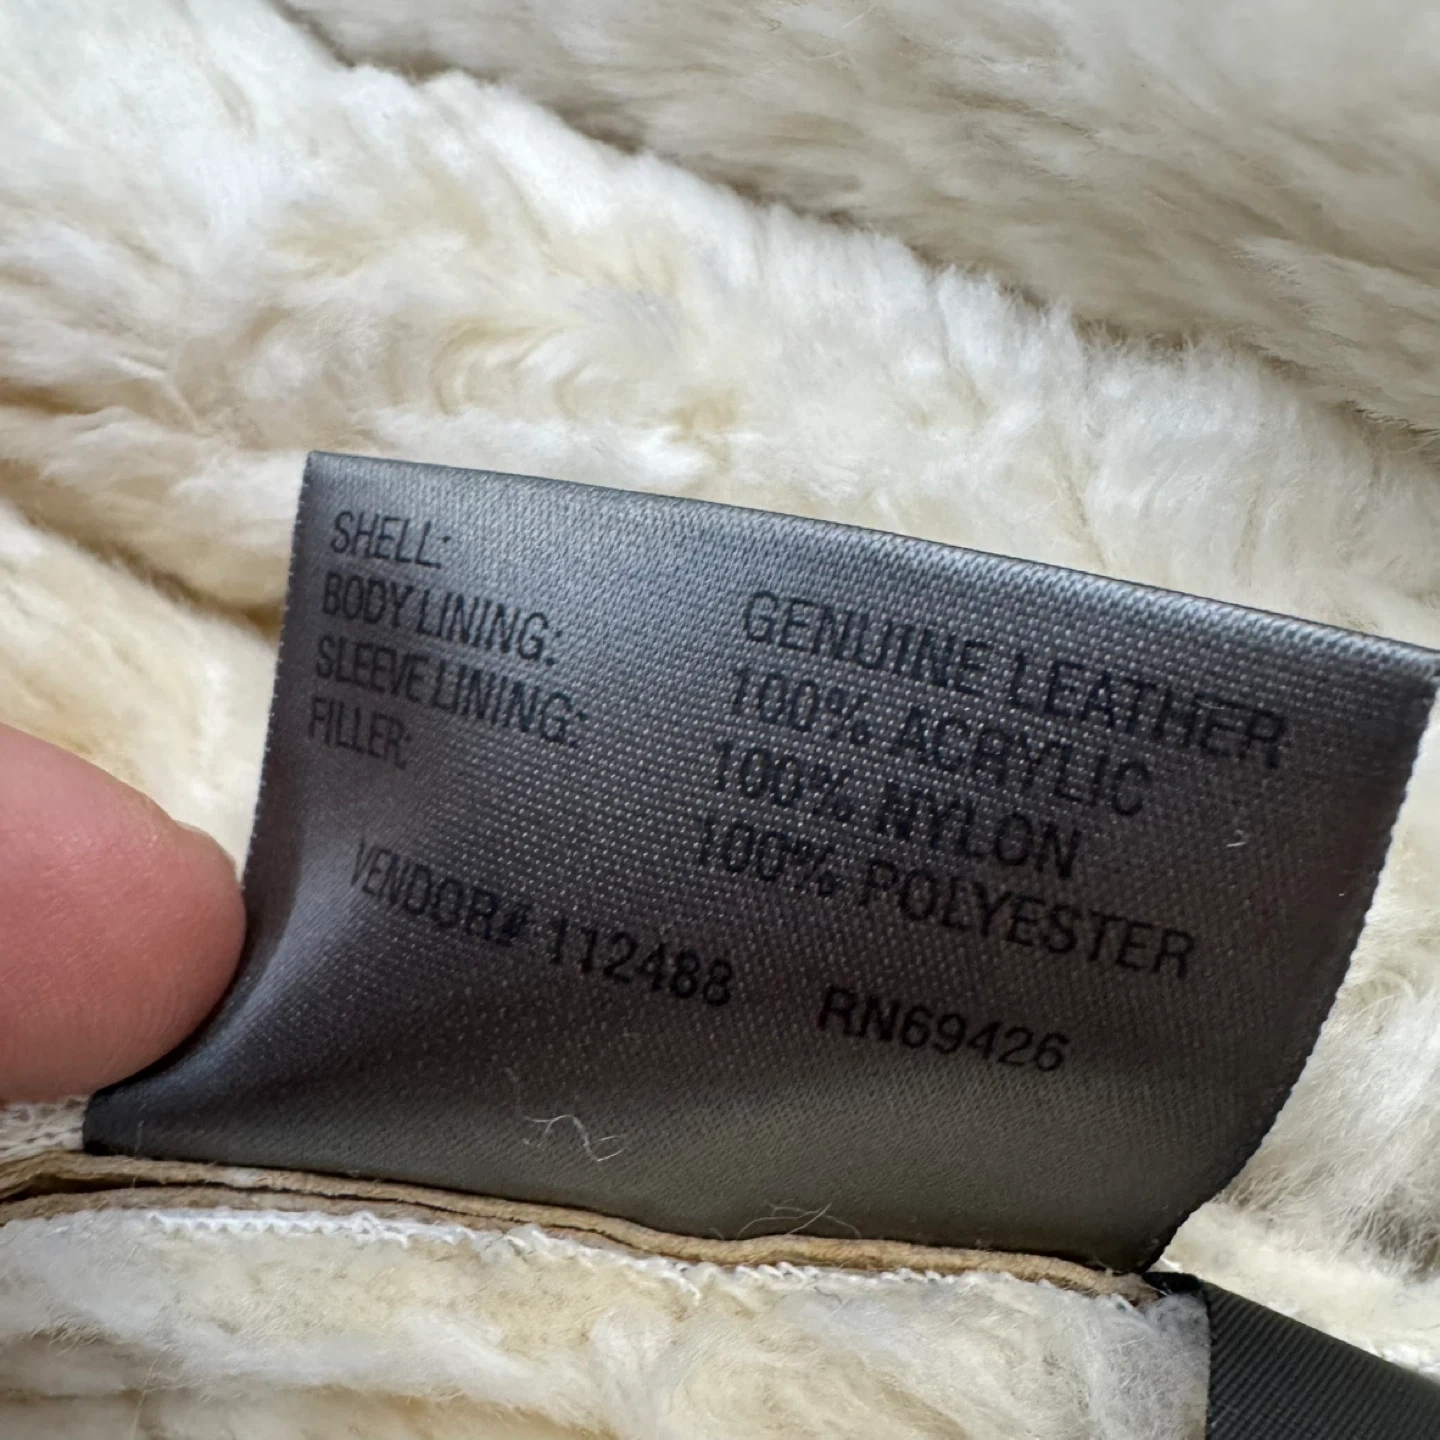 SHELL: GENUINE LEATHER
BODY LINING: 100% ACRYLIC
SLEEVE LINING: 100% NYLON
FILLER: 100% POLYESTER
VENDOR# 112488 RN69426